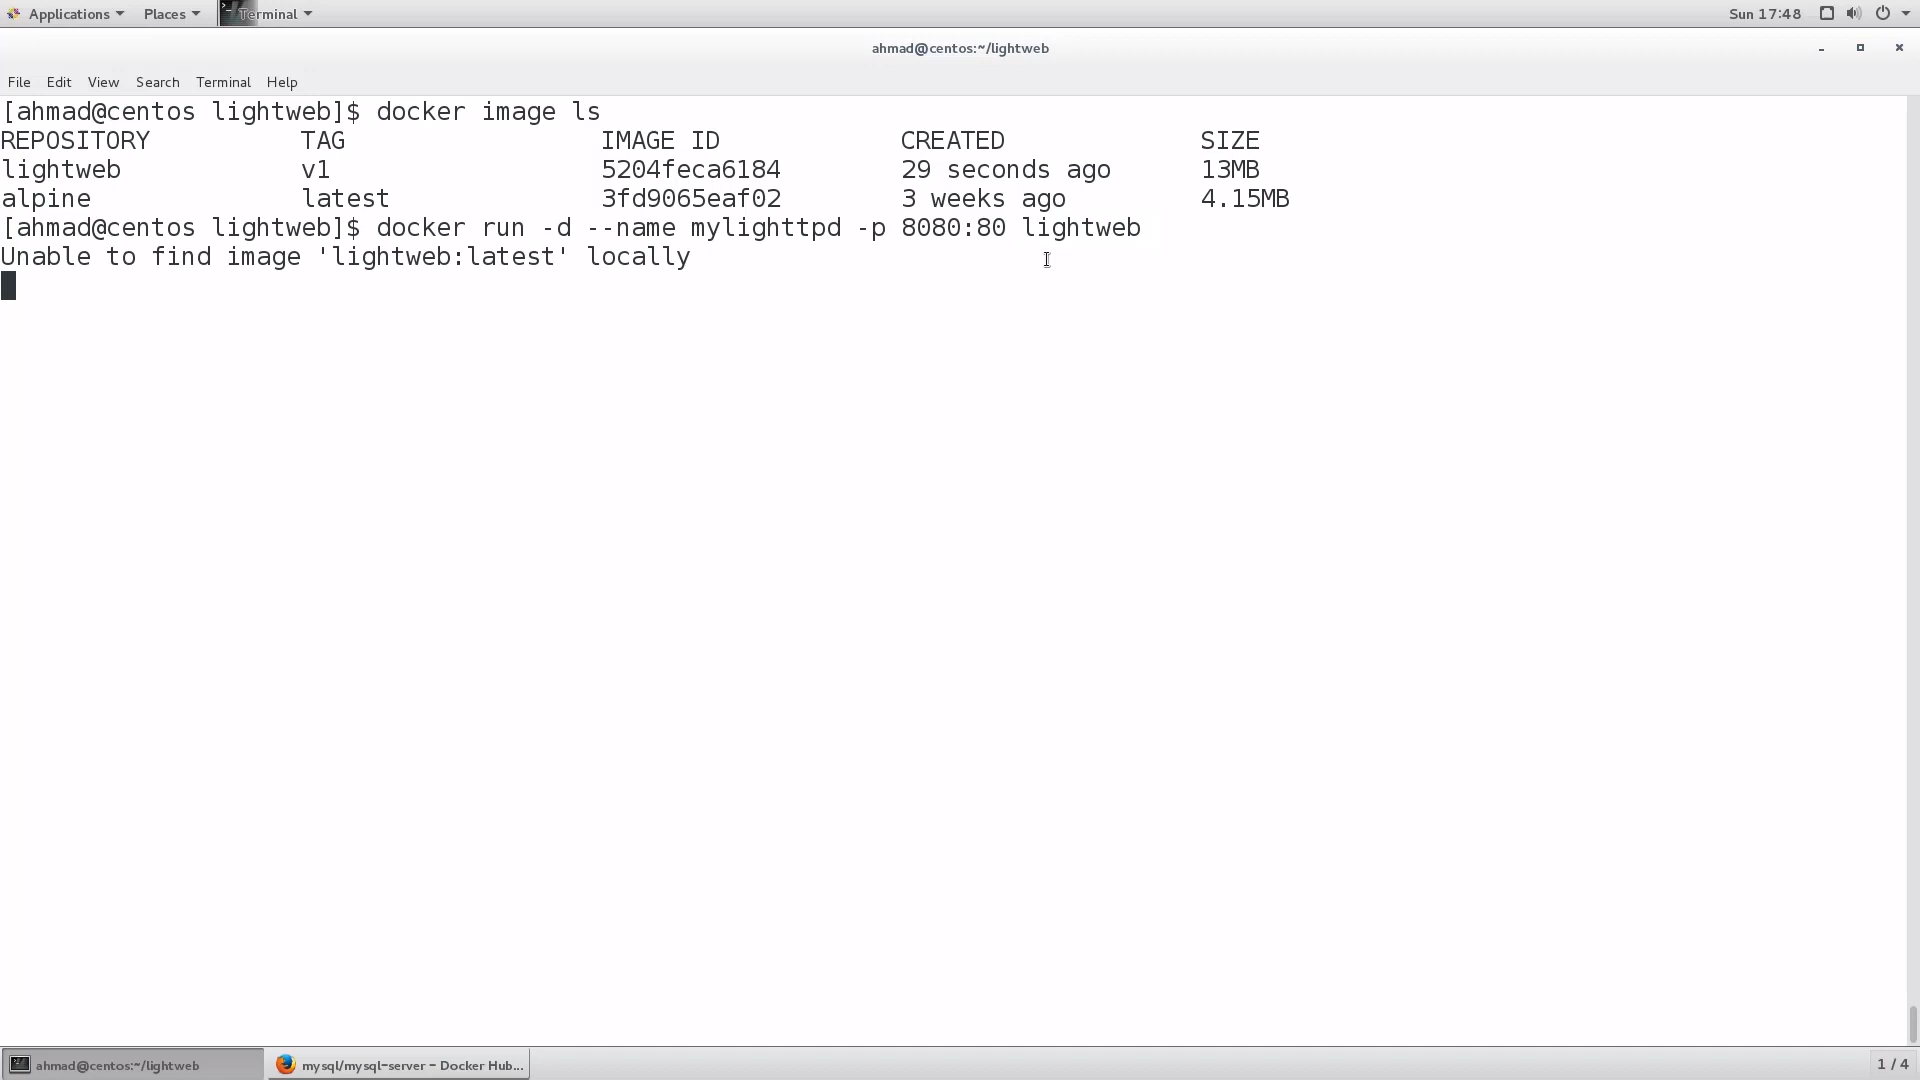 Applications Places Terminal Sun 17:48
ahmad@centos:~/lightweb
File Edit View Search Terminal Help
[ahmad@centos lightweb]$ docker image ls
REPOSITORY TAG IMAGE ID CREATED SIZE
lightweb v1 5204feca6184 29 seconds ago 13MB
alpine latest 3fd9065eaf02 3 weeks ago 4.15MB
[ahmad@centos lightweb]$ docker run -d --name mylighttpd -p 8080:80 lightweb
Unable to find image 'lightweb:latest' locally
ahmad@centos:~/lightweb mysql/mysql-server - Docker Hub... 1 / 4